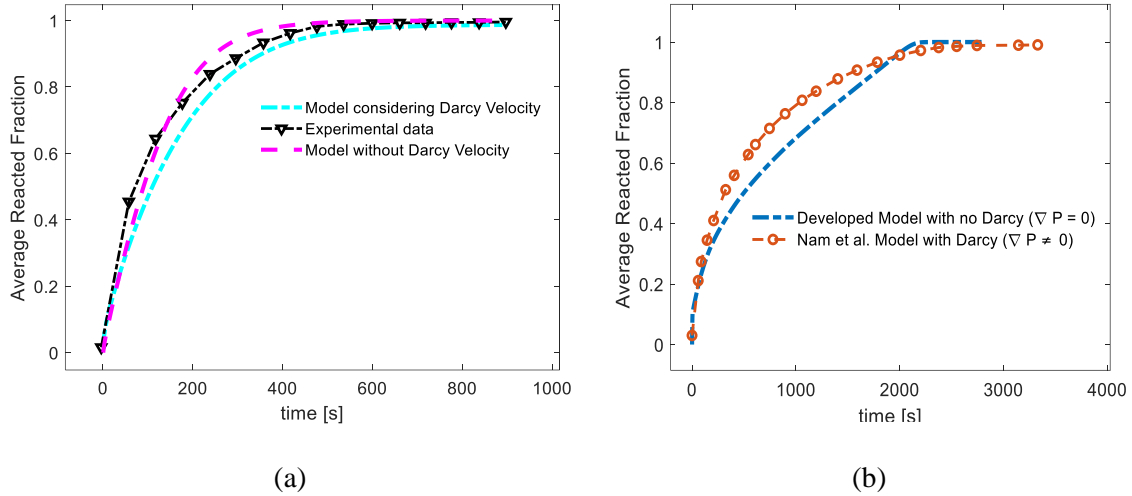 1
0.8
0.6
0.4
0.2
0
Average Reacted Fraction
0 200 400 600 800 1000
time [s]
Model considering Darcy Velocity
Experimental data
Model without Darcy Velocity
(a)
1
0.8
0.6
0.4
0.2
0
Average Reacted Fraction
0 1000 2000 3000 4000
time [s]
Developed Model with no Darcy (∇ P = 0)
Nam et al. Model with Darcy (∇ P ≠ 0)
(b)